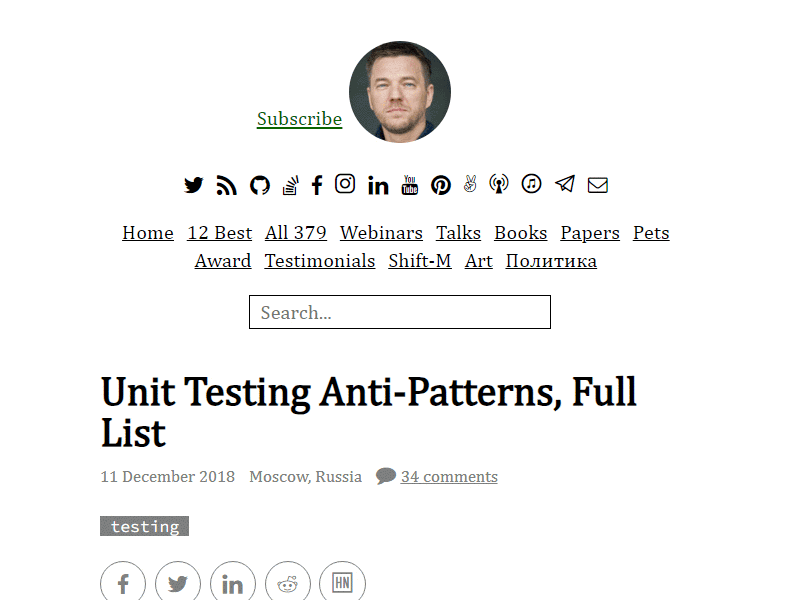 Subscribe
You Tube
Home 12 Best All 379 Webinars Talks Books Papers Pets
Award Testimonials Shift-M Art Политика
Search...
Unit Testing Anti-Patterns, Full
List
11 December 2018 Moscow, Russia 34 comments
testing
HN